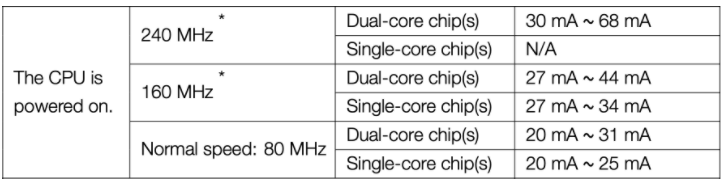 The CPU is
powered on.
240 MHz *
Dual-core chip(s) 30 mA ~ 68 mA
Single-core chip(s) N/A
160 MHz *
Dual-core chip(s) 27 mA ~ 44 mA
Single-core chip(s) 27 mA ~ 34 mA
Normal speed: 80 MHz
Dual-core chip(s) 20 mA ~ 31 mA
Single-core chip(s) 20 mA ~ 25 mA